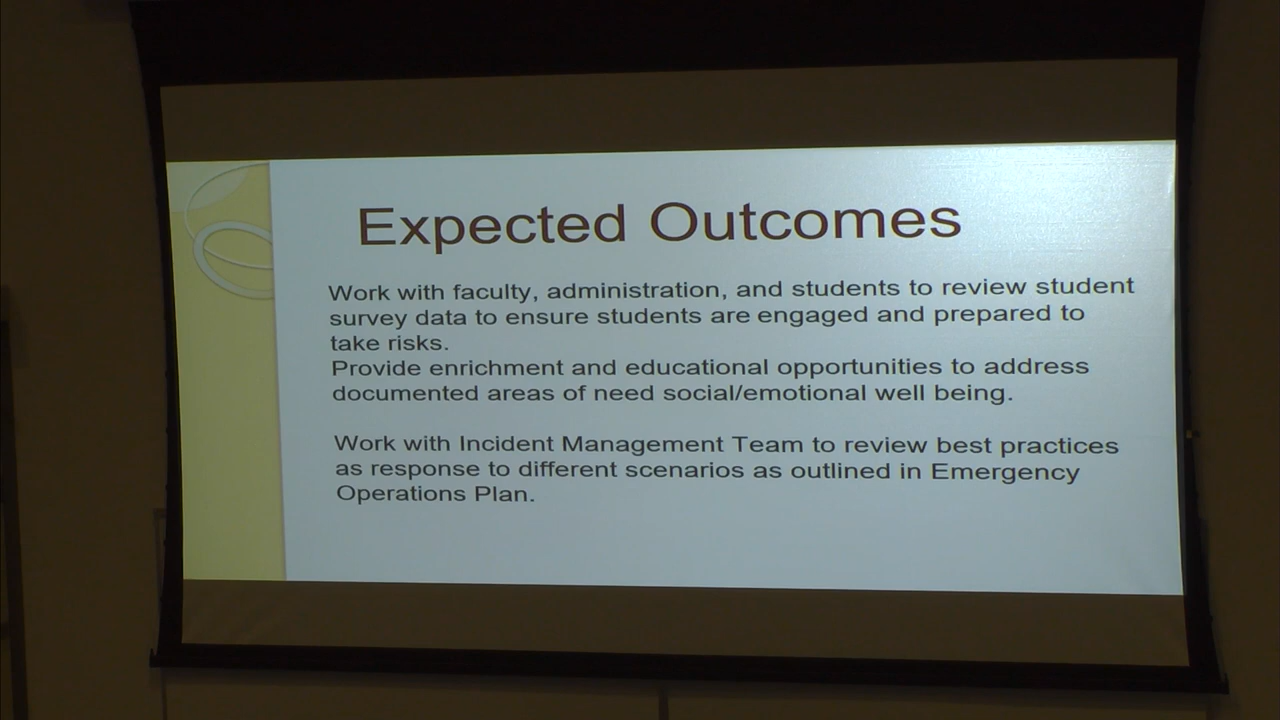 Expected Outcomes
Work with faculty, administration, and students to review student
survey data to ensure students are engaged and prepared to
take risks.
Provide enrichment and educational opportunities to address
documented areas of need social/emotional well being.
Work with Incident Management Team to review best practices
as response to different scenarios as outlined in Emergency
Operations Plan.